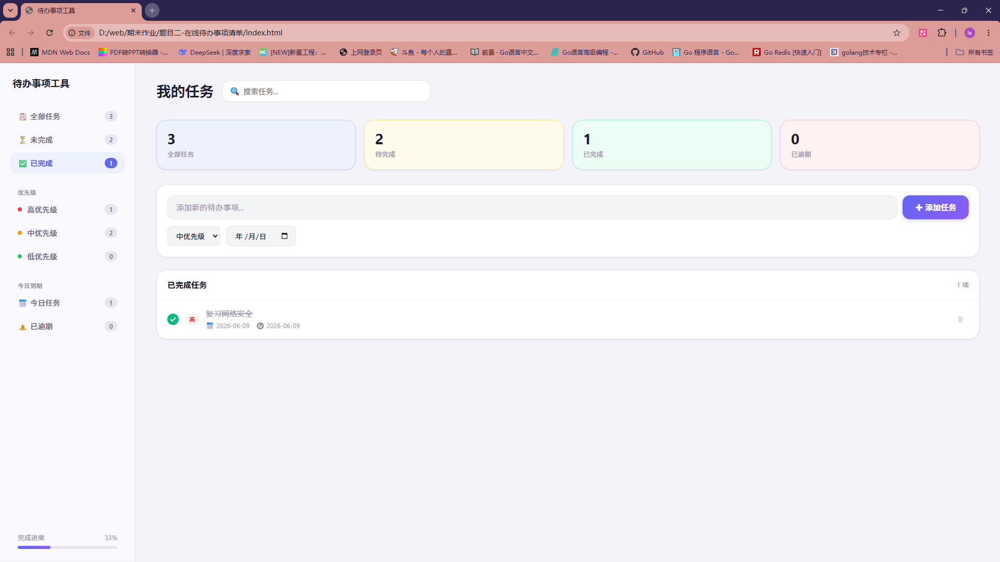 待办事项工具
文件
D:/web/期末作业/题目二-在线待办事项清单/index.html
le
MDN Web Docs
PDF转PPT转换器 -...
DeepSeek | 深度求索
MC
[NEW]新星工程：...
上网登录页
斗鱼 - 每个人的直...
前景 · Go语言中文...
Go语言高级编程 -...
GitHub
Go 程序语言 - Go...
R
Go Redis [快速入门]
golang技术专栏 -...
所有书签
待办事项工具
全部任务 3
未完成 2
已完成 1
优先级
高优先级 1
中优先级 2
低优先级 0
今日到期
今日任务 1
已逾期 0
完成进度 33%
我的任务
搜索任务...
3
全部任务
2
待完成
1
已完成
0
已逾期
添加新的待办事项...
添加任务
中优先级
年 /月/日
已完成任务
1 项
高
复习网络安全
2026-06-09
2026-06-09